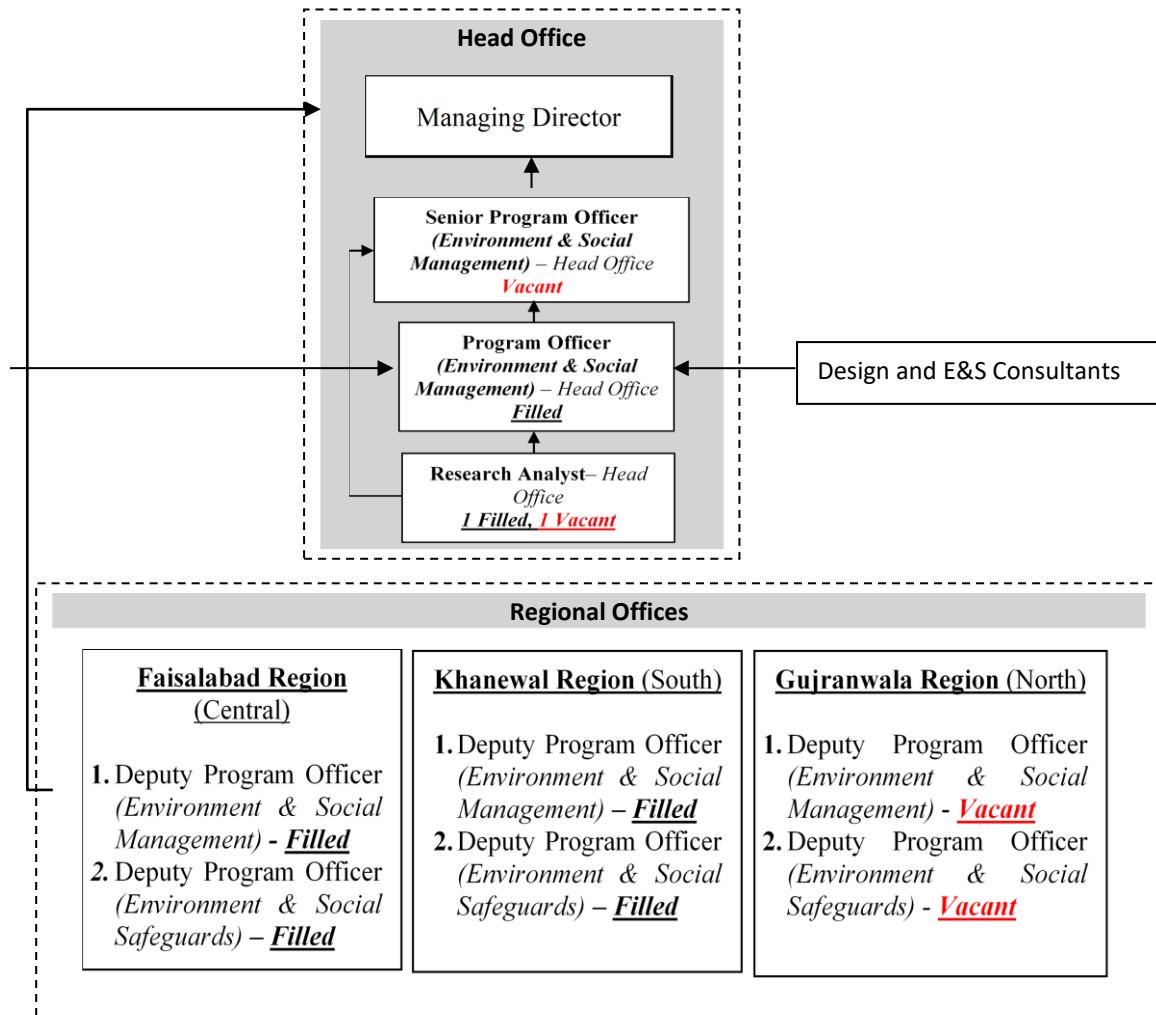 Head Office
Managing Director
Senior Program Officer
(Environment & Social
Management) – Head Office
Vacant
Program Officer
(Environment & Social
Management) – Head Office
Filled
Design and E&S Consultants
Research Analyst– Head
Office
1 Filled, 1 Vacant
Regional Offices
Faisalabad Region
(Central)
1. Deputy Program Officer
(Environment & Social
Management) - Filled
2. Deputy Program Officer
(Environment & Social
Safeguards) – Filled
Khanewal Region (South)
1. Deputy Program Officer
(Environment & Social
Management) – Filled
2. Deputy Program Officer
(Environment & Social
Safeguards) – Filled
Gujranwala Region (North)
1. Deputy Program Officer
(Environment & Social
Management) - Vacant
2. Deputy Program Officer
(Environment & Social
Safeguards) - Vacant